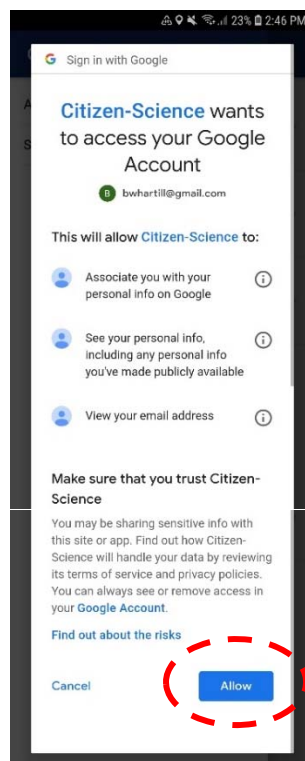 23% 2:46 PM
G Sign in with Google
Citizen-Science wants
to access your Google
Account
B bwhartill@gmail.com
This will allow Citizen-Science to:
Associate you with your
personal info on Google
See your personal info,
including any personal info
you've made publicly available
View your email address
Make sure that you trust Citizen-
Science
You may be sharing sensitive info with
this site or app. Find out how Citizen-
Science will handle your data by reviewing
its terms of service and privacy policies.
You can always see or remove access in
your Google Account.
Find out about the risks
Cancel
Allow